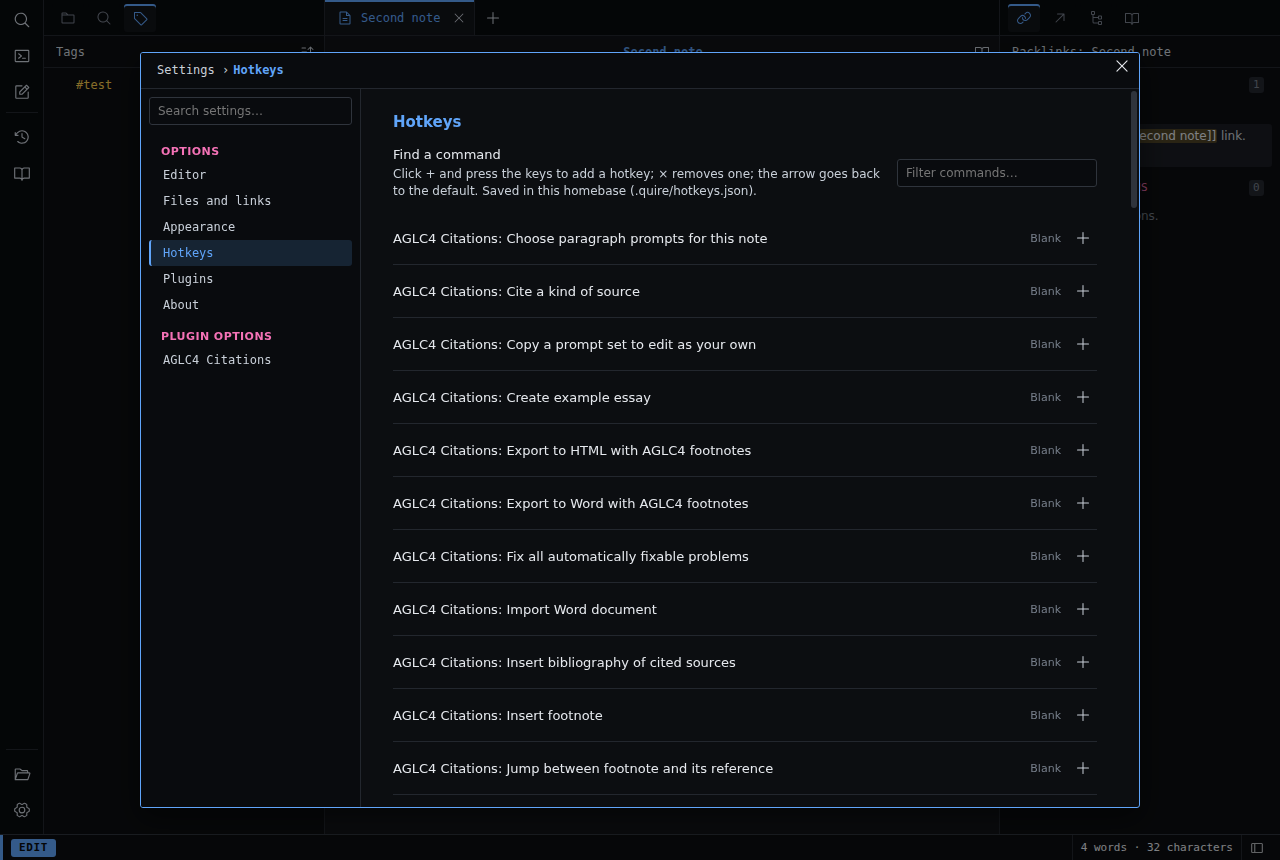 Second note
Tags
Second note
Backlinks: Second note
#test
1
econd note]] link.
S
0
ns.
Settings › Hotkeys
Search settings...
OPTIONS
Editor
Files and links
Appearance
Hotkeys
Plugins
About
PLUGIN OPTIONS
AGLC4 Citations
Hotkeys
Find a command
Click + and press the keys to add a hotkey; × removes one; the arrow goes back
to the default. Saved in this homebase (.quire/hotkeys.json).
Filter commands...
AGLC4 Citations: Choose paragraph prompts for this note Blank
AGLC4 Citations: Cite a kind of source Blank
AGLC4 Citations: Copy a prompt set to edit as your own Blank
AGLC4 Citations: Create example essay Blank
AGLC4 Citations: Export to HTML with AGLC4 footnotes Blank
AGLC4 Citations: Export to Word with AGLC4 footnotes Blank
AGLC4 Citations: Fix all automatically fixable problems Blank
AGLC4 Citations: Import Word document Blank
AGLC4 Citations: Insert bibliography of cited sources Blank
AGLC4 Citations: Insert footnote Blank
AGLC4 Citations: Jump between footnote and its reference Blank
EDIT
4 words · 32 characters